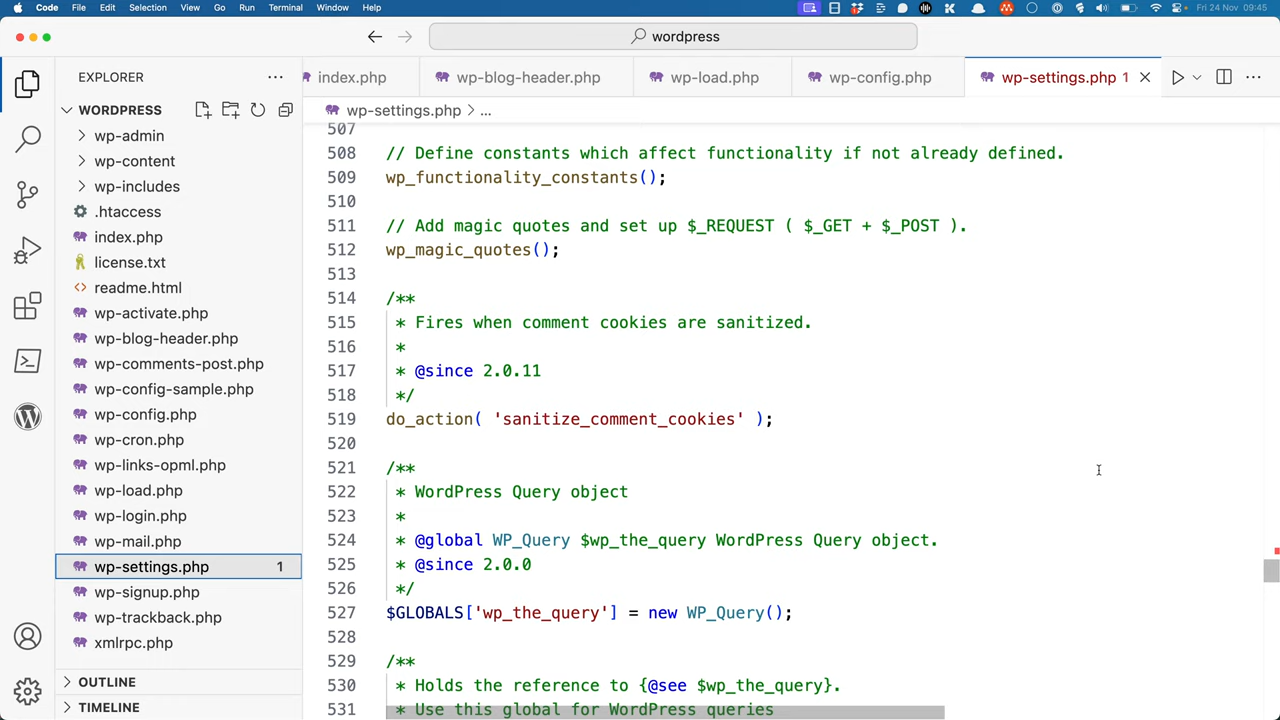 Code File Edit Selection View Go Run Terminal Window Help Fri 24 Nov 09:45
wordpress
EXPLORER
index.php wp-blog-header.php wp-load.php wp-config.php wp-settings.php 1
WORDPRESS
wp-settings.php > ...
wp-admin
wp-content
wp-includes
.htaccess
index.php
license.txt
readme.html
wp-activate.php
wp-blog-header.php
wp-comments-post.php
wp-config-sample.php
wp-config.php
wp-cron.php
wp-links-opml.php
wp-load.php
wp-login.php
wp-mail.php
wp-settings.php 1
wp-signup.php
wp-trackback.php
xmlrpc.php
OUTLINE
TIMELINE
507
508 // Define constants which affect functionality if not already defined.
509 wp_functionality_constants();
510
511 // Add magic quotes and set up $_REQUEST ( $_GET + $_POST ).
512 wp_magic_quotes();
513
514 /**
515 * Fires when comment cookies are sanitized.
516 *
517 * @since 2.0.11
518 */
519 do_action( 'sanitize_comment_cookies' );
520
521 /**
522 * WordPress Query object
523 *
524 * @global WP_Query $wp_the_query WordPress Query object.
525 * @since 2.0.0
526 */
527 $GLOBALS['wp_the_query'] = new WP_Query();
528
529 /**
530 * Holds the reference to {@see $wp_the_query}.
531 * Use this global for WordPress queries